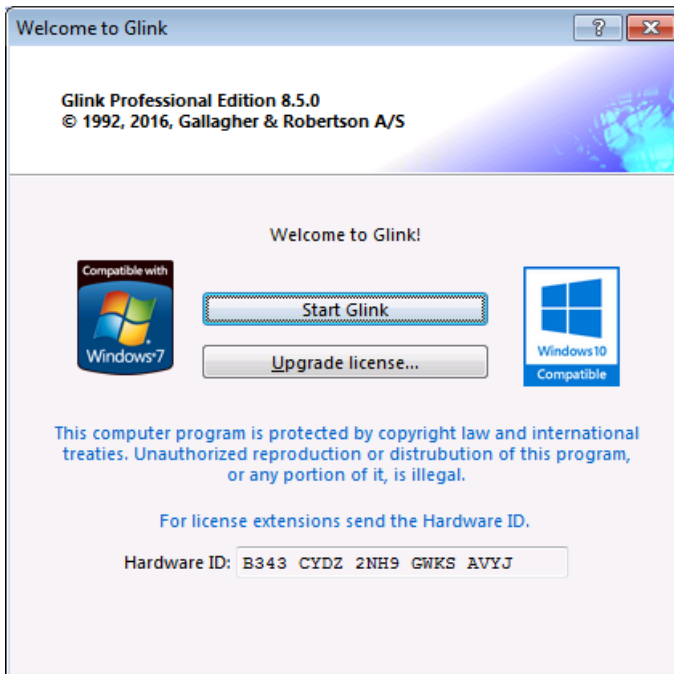 Welcome to Glink
Glink Professional Edition 8.5.0
© 1992, 2016, Gallagher & Robertson A/S
Welcome to Glink!
Compatible with
Windows 7
Start Glink
Upgrade license...
Windows 10
Compatible
This computer program is protected by copyright law and international
treaties. Unauthorized reproduction or distrubution of this program,
or any portion of it, is illegal.
For license extensions send the Hardware ID.
Hardware ID: B343 CYDZ 2NH9 GWKS AVYJ